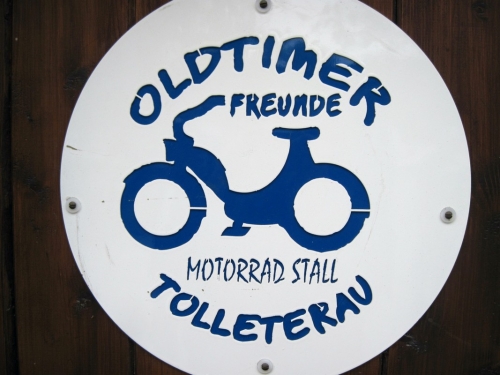 OLDTIMER
FREUNDE
MOTORRAD STALL
TOLLETERAU